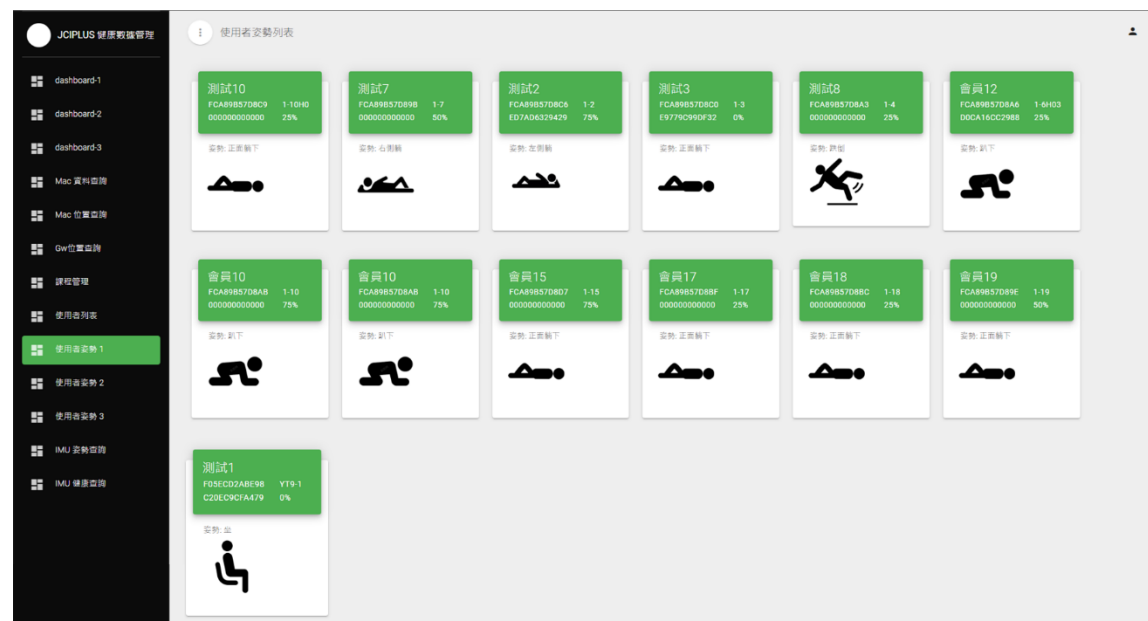 JCIPLUS 健康數據管理
dashboard-1
dashboard-2
dashboard-3
Mac 資料查詢
Mac 位置查詢
Gw位置查詢
課程管理
使用者列表
使用者姿勢 1
使用者姿勢 2
使用者姿勢 3
IMU 姿勢查詢
IMU 健康查詢
使用者姿勢列表
測試10
FCA89B57D8C9 1-10H0
000000000000 25%
姿勢: 正面躺下
測試7
FCA89B57D89B 1-7
000000000000 50%
姿勢: 右側躺
測試2
FCA89B57D8C6 1-2
ED7AD6329429 75%
姿勢: 左側躺
測試3
FCA89B57D8C0 1-3
E9779C99DF32 0%
姿勢: 正面躺下
測試8
FCA89B57D8A3 1-4
000000000000 25%
姿勢: 跌倒
會員12
FCA89B57D8A6 1-6H03
D0CA16CC2988 25%
姿勢: 趴下
會員10
FCA89B57D8AB 1-10
000000000000 75%
姿勢: 趴下
會員10
FCA89B57D8AB 1-10
000000000000 75%
姿勢: 趴下
會員15
FCA89B57D8D7 1-15
000000000000 75%
姿勢: 正面躺下
會員17
FCA89B57D8BF 1-17
000000000000 25%
姿勢: 正面躺下
會員18
FCA89B57D8BC 1-18
000000000000 25%
姿勢: 正面躺下
會員19
FCA89B57D89E 1-19
000000000000 50%
姿勢: 正面躺下
測試1
F05ECD2ABE98 YT9-1
C20EC9CFA479 0%
姿勢: 坐